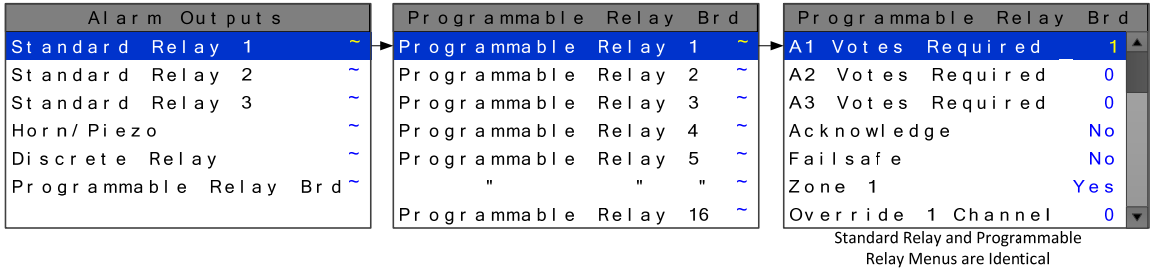 Alarm Outputs
Standard Relay 1 ~
Standard Relay 2 ~
Standard Relay 3 ~
Horn/Piezo ~
Discrete Relay ~
Programmable Relay Brd ~
Programmable Relay Brd
Programmable Relay 1 ~
Programmable Relay 2 ~
Programmable Relay 3 ~
Programmable Relay 4 ~
Programmable Relay 5 ~
" " " ~
Programmable Relay 16 ~
Programmable Relay Brd
A1 Votes Required 1
A2 Votes Required 0
A3 Votes Required 0
Acknowledge No
Failsafe No
Zone 1 Yes
Override 1 Channel 0
Standard Relay and Programmable
Relay Menus are Identical